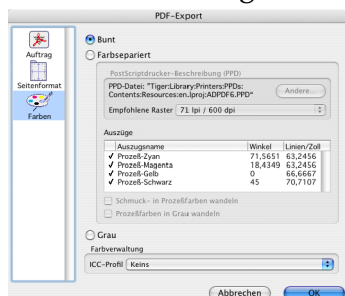 PDF-Export
Auftrag
Seitenformat
Farben
Bunt
Farbsepariert
PostScriptdrucker-Beschreibung (PPD)
PPD-Datei: "Tiger:Library:Printers:PPDs:
Contents:Resources:en.lproj:ADPDF6.PPD"
Andere...
Empfohlene Raster 71 lpi / 600 dpi
Auszüge
Auszugsname Winkel Linien/Zoll
✓ Prozeß-Zyan 71,5651 63,2456
✓ Prozeß-Magenta 18,4349 63,2456
✓ Prozeß-Gelb 0 66,6667
✓ Prozeß-Schwarz 45 70,7107
Schmuck- in Prozeßfarben wandeln
Prozeßfarben in Grau wandeln
Grau
Farbverwaltung
ICC-Profil Keins
Abbrechen OK